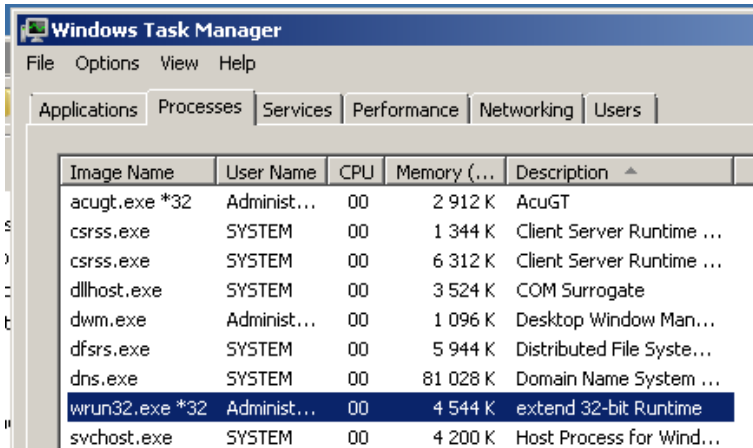 Windows Task Manager
File Options View Help
Applications Processes Services Performance Networking Users
Image Name User Name CPU Memory (... Description
acugt.exe *32 Administ... 00 2 912 K AcuGT
csrss.exe SYSTEM 00 1 344 K Client Server Runtime ...
csrss.exe SYSTEM 00 6 312 K Client Server Runtime ...
dllhost.exe SYSTEM 00 3 524 K COM Surrogate
dwm.exe Administ... 00 1 096 K Desktop Window Man...
dfsrs.exe SYSTEM 00 5 944 K Distributed File Syste...
dns.exe SYSTEM 00 81 028 K Domain Name System ...
wrun32.exe *32 Administ... 00 4 544 K extend 32-bit Runtime
svchost.exe SYSTEM 00 4 200 K Host Process for Wind...